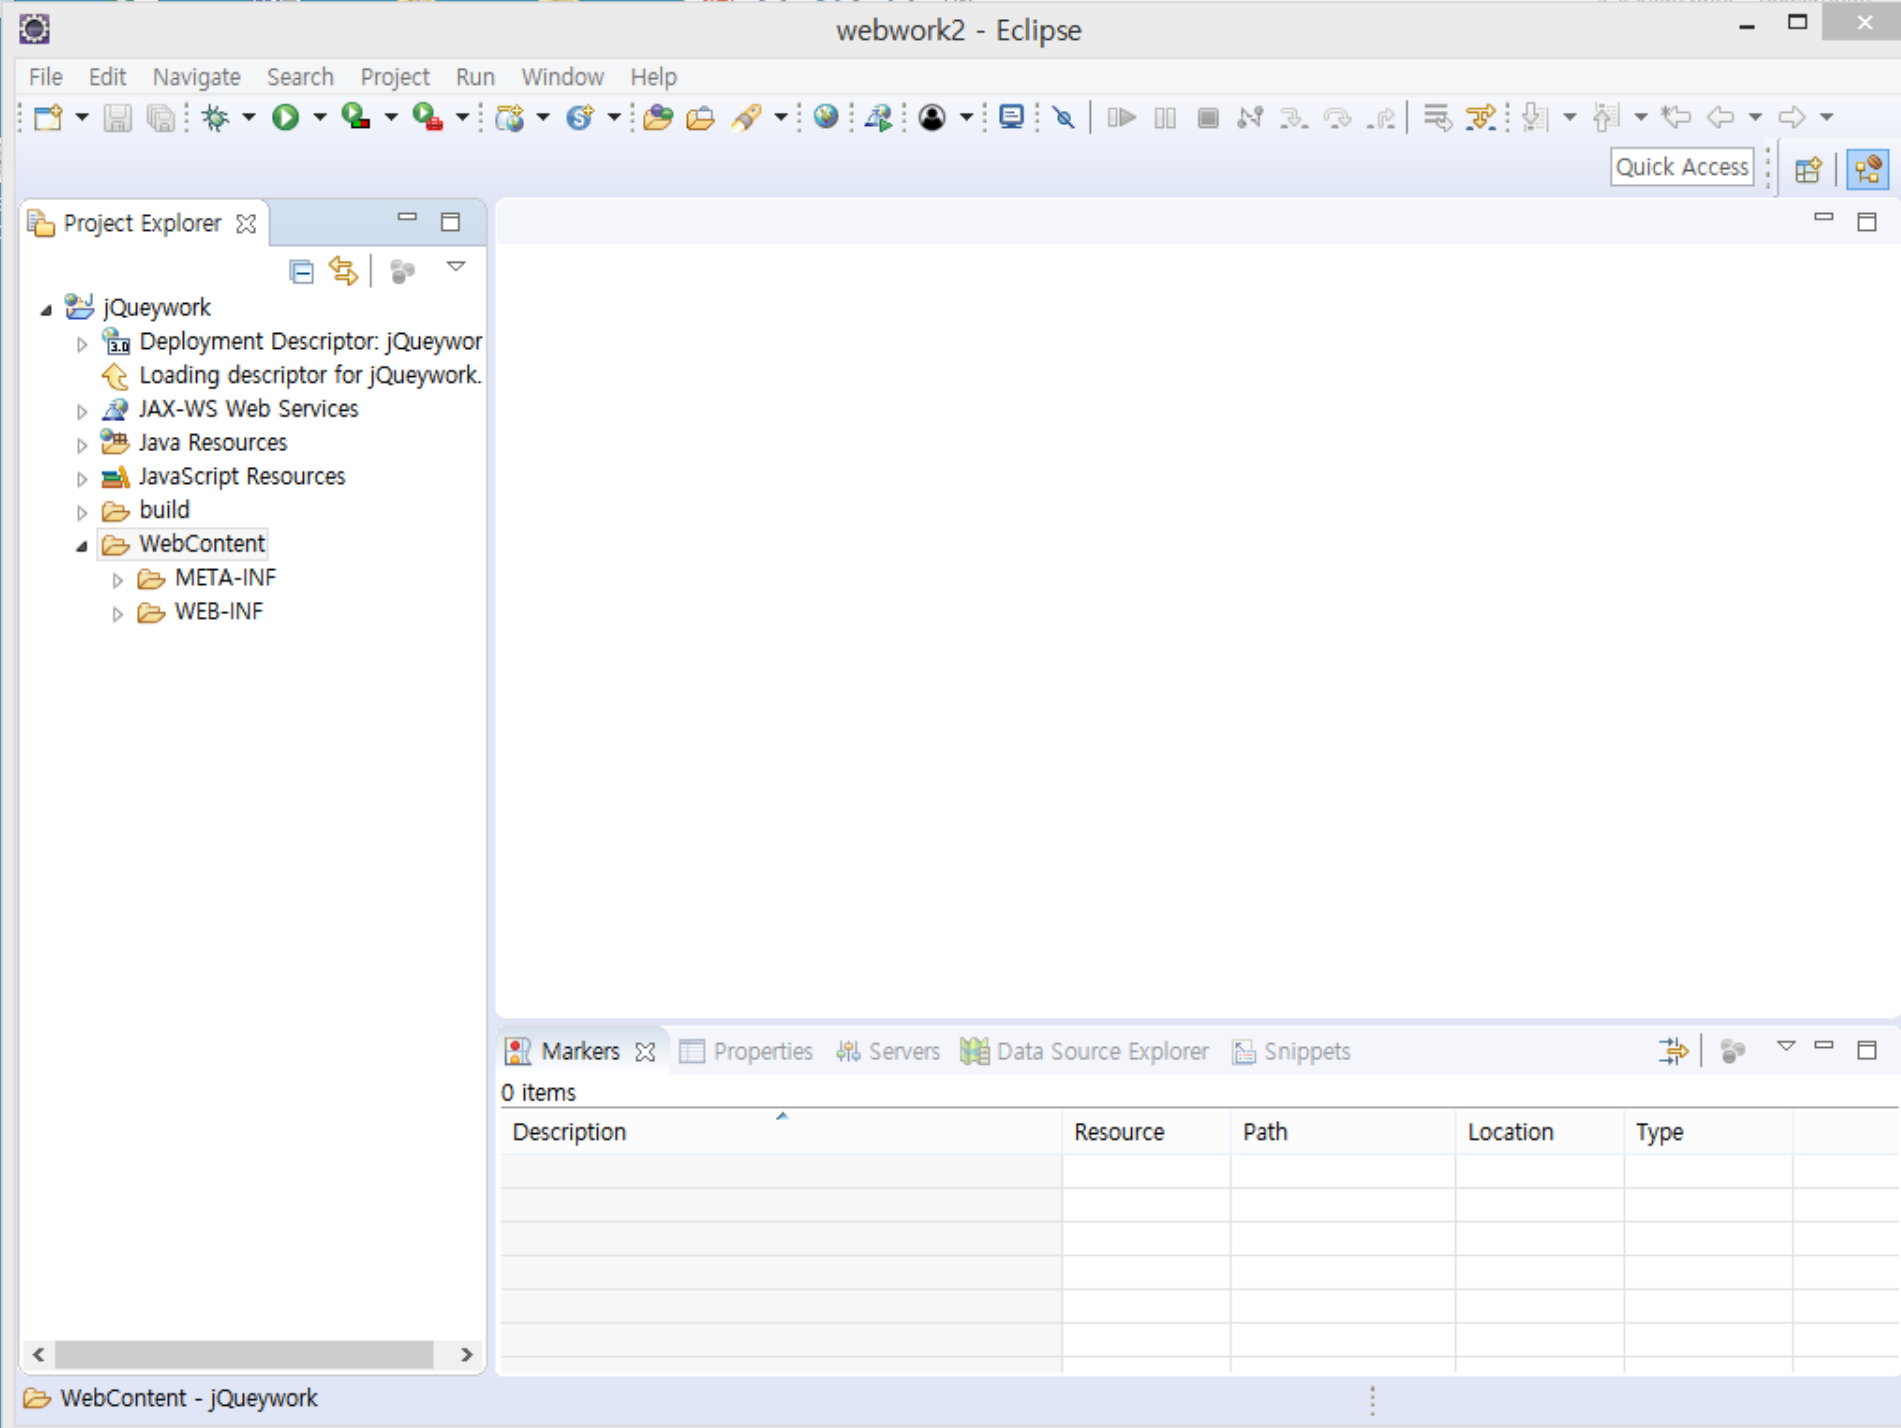 webwork2 - Eclipse
File Edit Navigate Search Project Run Window Help
Quick Access
Project Explorer
jQueywork
Deployment Descriptor: jQueywor
3.0
Loading descriptor for jQueywork.
JAX-WS Web Services
Java Resources
JavaScript Resources
build
WebContent
META-INF
WEB-INF
Markers Properties Servers Data Source Explorer Snippets
0 items
Description Resource Path Location Type
WebContent - jQueywork